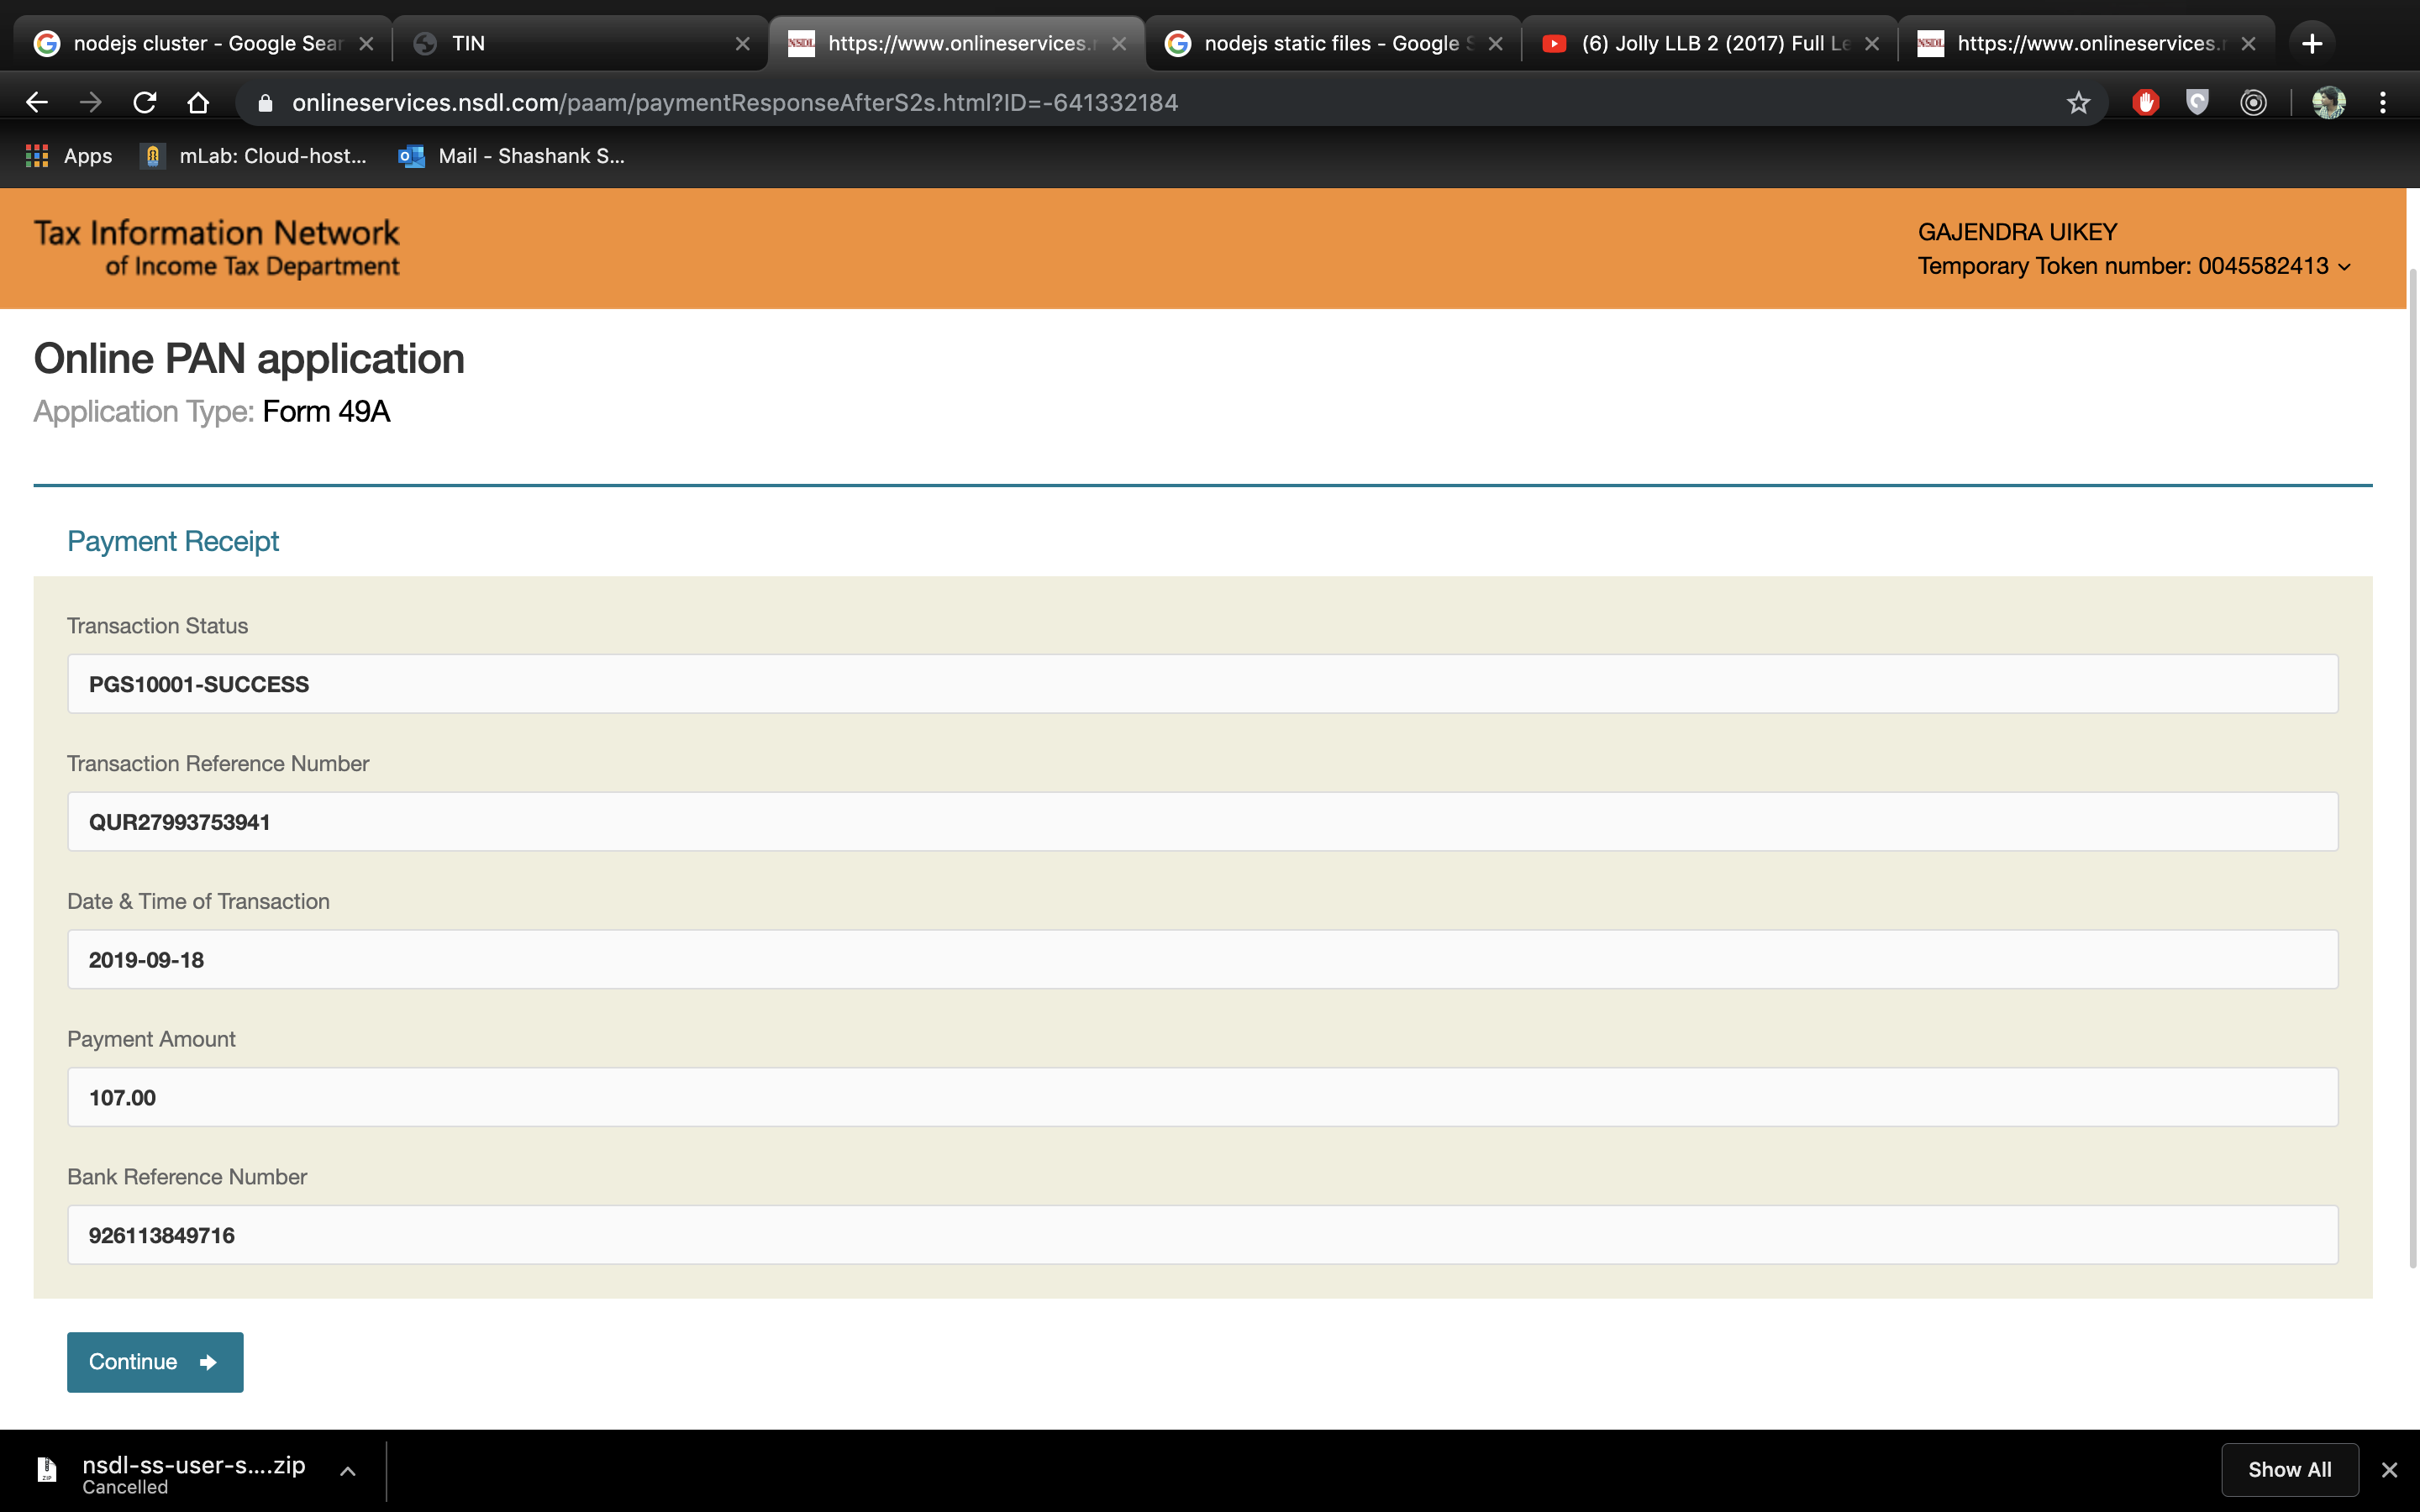 nodejs cluster - Google Sear
TIN
NSDL https://www.onlineservices.
nodejs static files - Google
(6) Jolly LLB 2 (2017) Full Le
NSDL https://www.onlineservices.
onlineservices.nsdl.com/paam/paymentResponseAfterS2s.html?ID=-641332184
Apps
mLab: Cloud-host...
Mail - Shashank S...
Tax Information Network
of Income Tax Department
GAJENDRA UIKEY
Temporary Token number: 0045582413
Online PAN application
Application Type: Form 49A
Payment Receipt
Transaction Status
PGS10001-SUCCESS
Transaction Reference Number
QUR27993753941
Date & Time of Transaction
2019-09-18
Payment Amount
107.00
Bank Reference Number
926113849716
Continue
nsdl-ss-user-s....zip
Cancelled
Show All